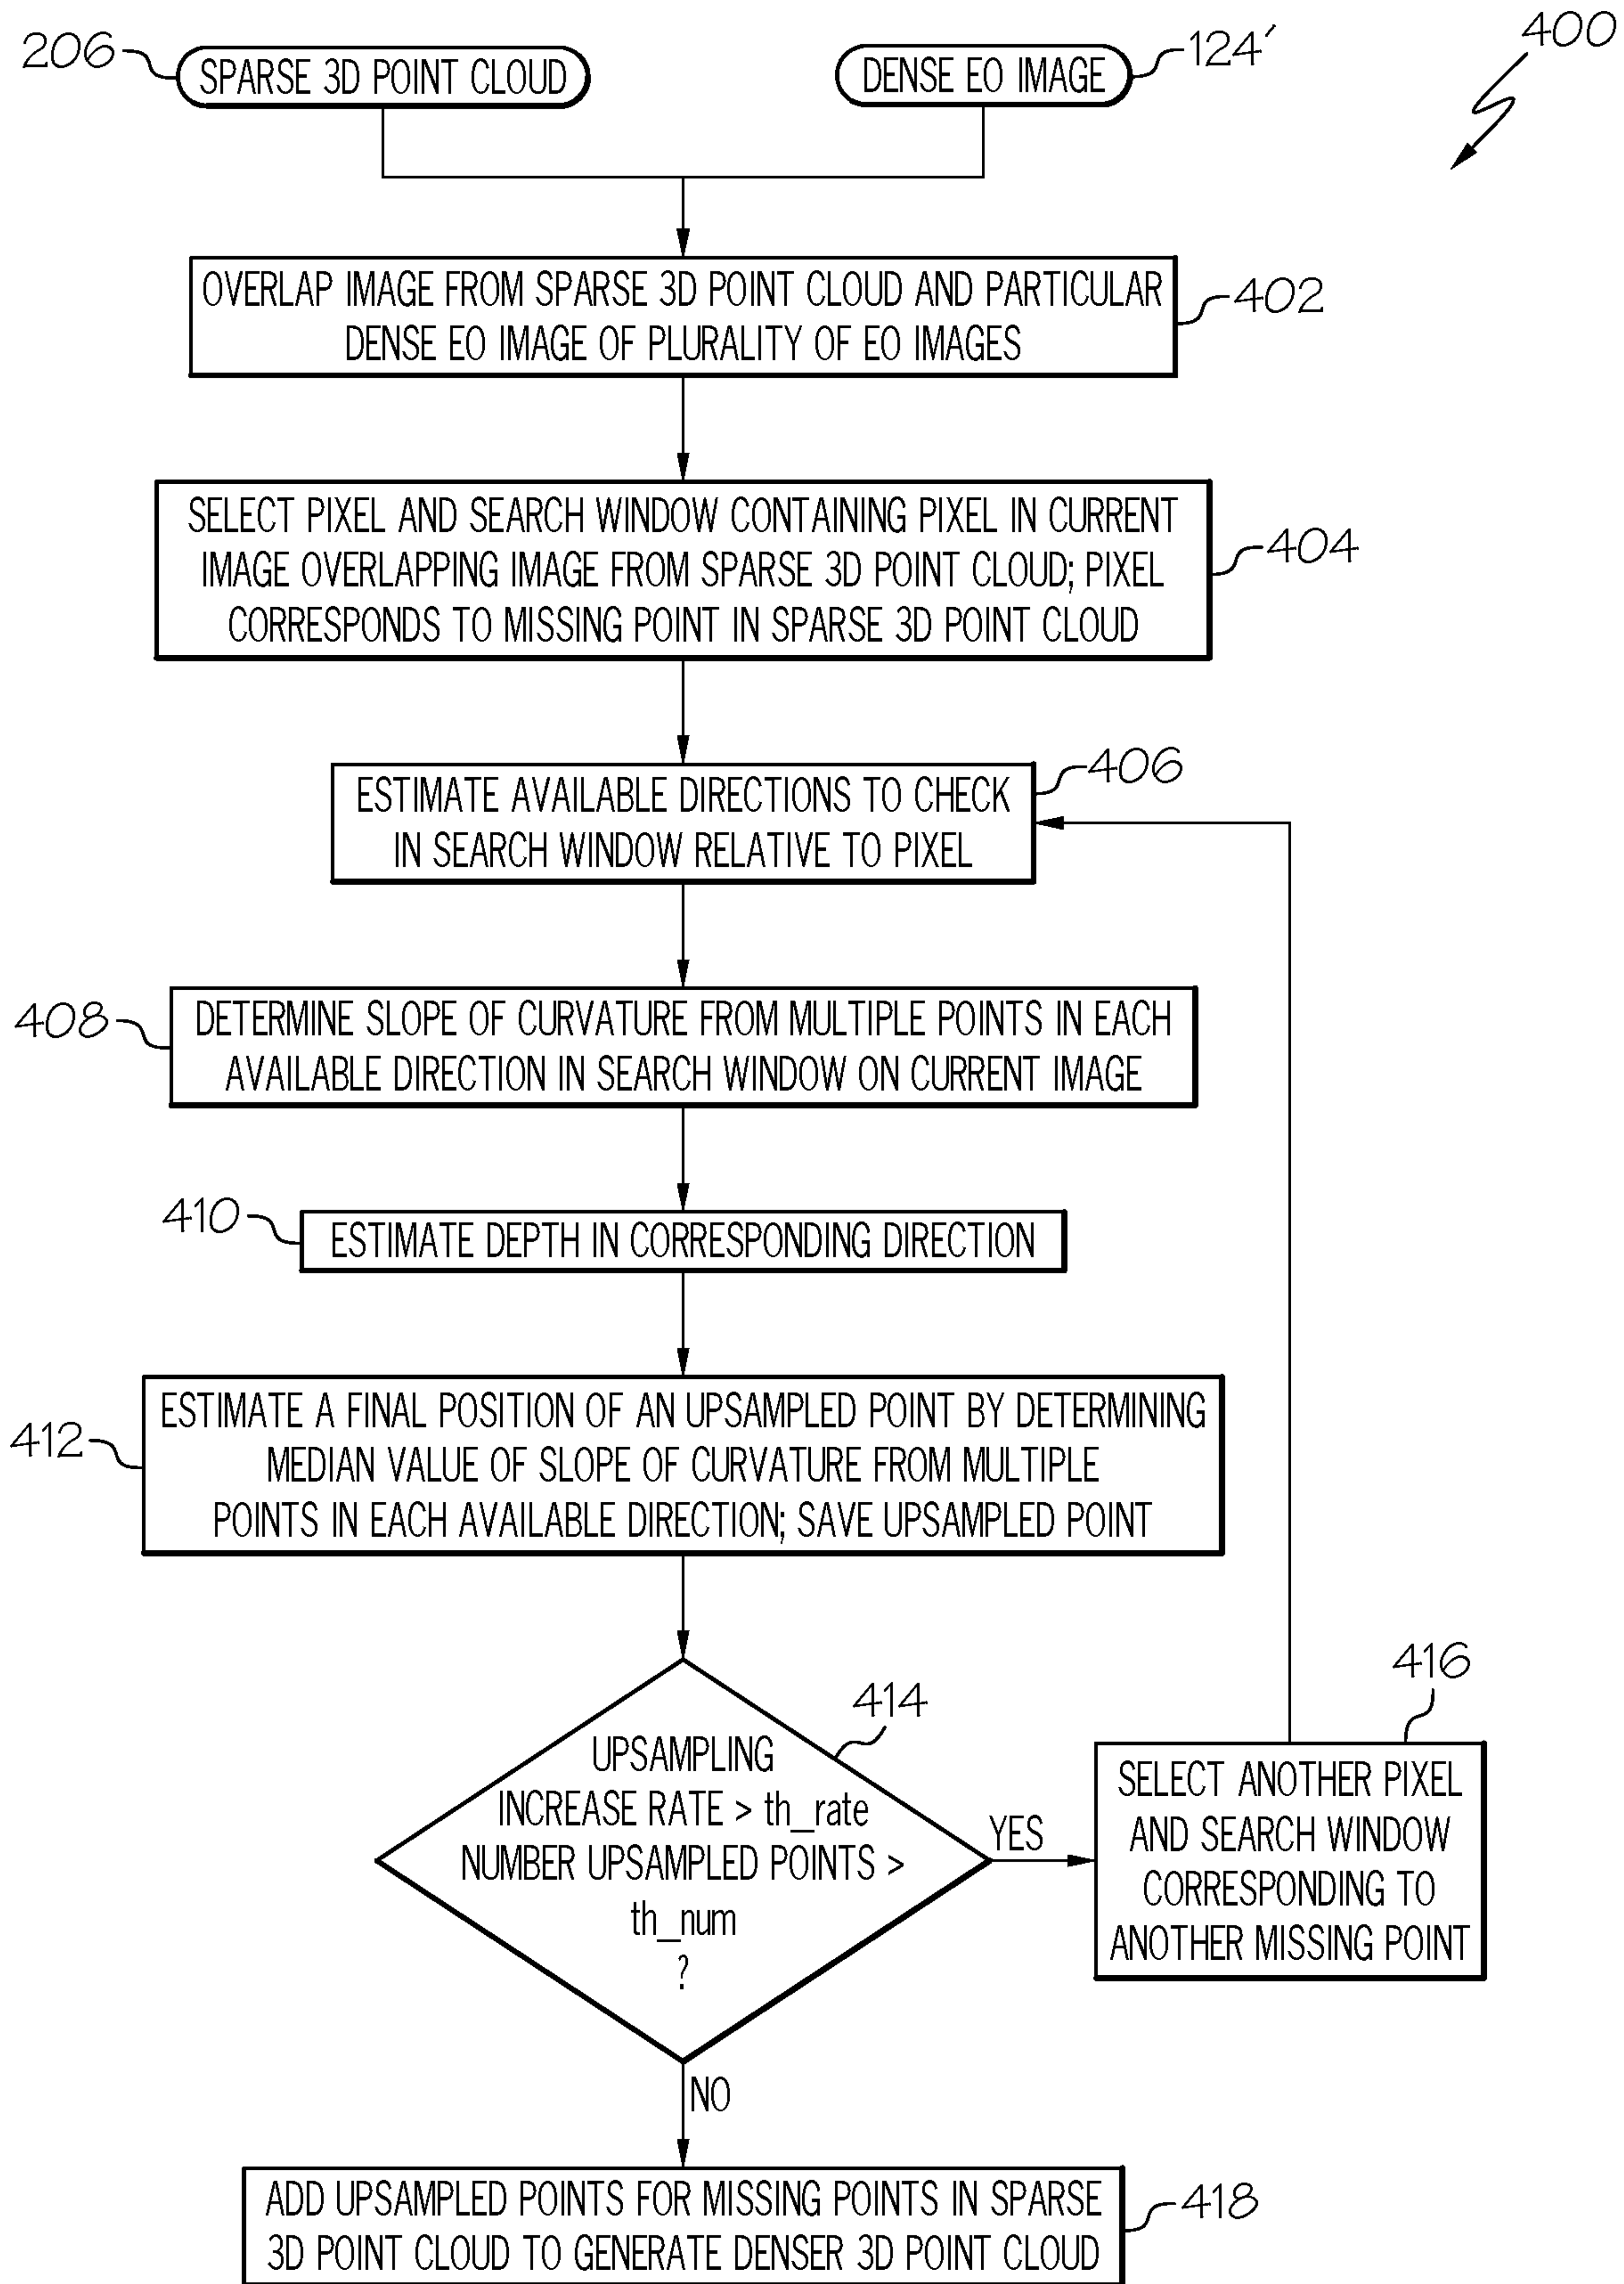 400
206
SPARSE 3D POINT CLOUD
DENSE EO IMAGE
124'
OVERLAP IMAGE FROM SPARSE 3D POINT CLOUD AND PARTICULAR
DENSE EO IMAGE OF PLURALITY OF EO IMAGES
402
SELECT PIXEL AND SEARCH WINDOW CONTAINING PIXEL IN CURRENT
IMAGE OVERLAPPING IMAGE FROM SPARSE 3D POINT CLOUD; PIXEL
CORRESPONDS TO MISSING POINT IN SPARSE 3D POINT CLOUD
404
ESTIMATE AVAILABLE DIRECTIONS TO CHECK
IN SEARCH WINDOW RELATIVE TO PIXEL
406
408
DETERMINE SLOPE OF CURVATURE FROM MULTIPLE POINTS IN EACH
AVAILABLE DIRECTION IN SEARCH WINDOW ON CURRENT IMAGE
410
ESTIMATE DEPTH IN CORRESPONDING DIRECTION
412
ESTIMATE A FINAL POSITION OF AN UPSAMPLED POINT BY DETERMINING
MEDIAN VALUE OF SLOPE OF CURVATURE FROM MULTIPLE
POINTS IN EACH AVAILABLE DIRECTION; SAVE UPSAMPLED POINT
414
UPSAMPLING
INCREASE RATE > th_rate
NUMBER UPSAMPLED POINTS >
th_num
?
YES
416
SELECT ANOTHER PIXEL
AND SEARCH WINDOW
CORRESPONDING TO
ANOTHER MISSING POINT
NO
ADD UPSAMPLED POINTS FOR MISSING POINTS IN SPARSE
3D POINT CLOUD TO GENERATE DENSER 3D POINT CLOUD
418